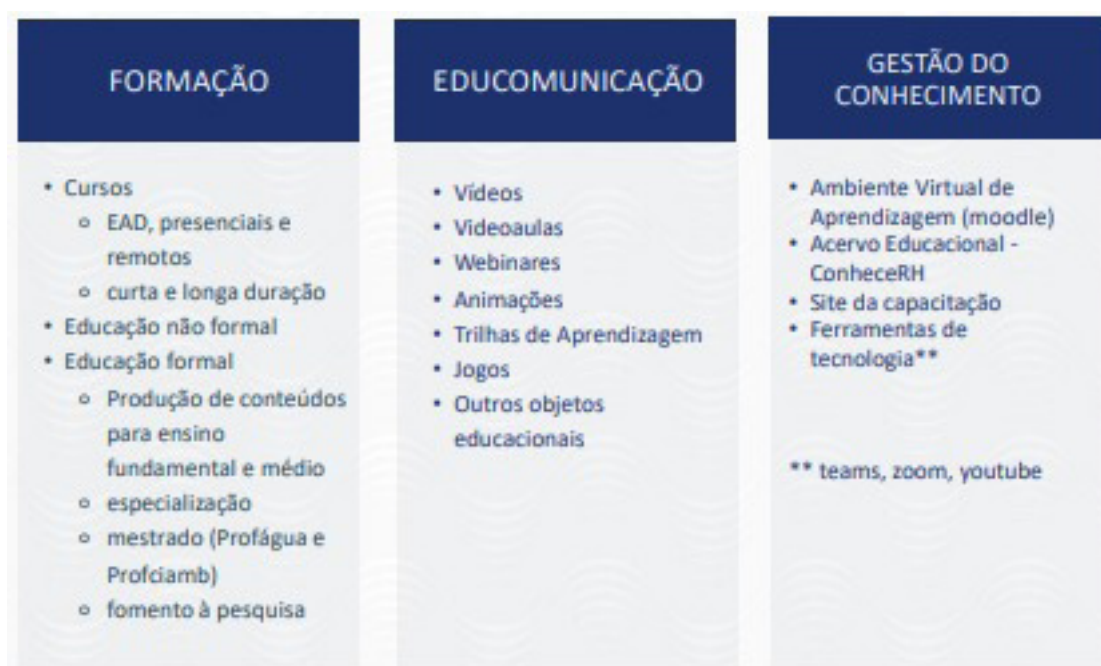 FORMAÇÃO
• Cursos
o EAD, presenciais e
remotos
o curta e longa duração
• Educação não formal
• Educação formal
o Produção de conteúdos
para ensino
fundamental e médio
o especialização
o mestrado (Profágua e
Profciamb)
o fomento à pesquisa
EDUCOMUNICAÇÃO
• Vídeos
• Videoaulas
• Webinares
• Animações
• Trilhas de Aprendizagem
• Jogos
• Outros objetos
educacionais
GESTÃO DO
CONHECIMENTO
• Ambiente Virtual de
Aprendizagem (moodle)
• Acervo Educacional -
ConheceRH
• Site da capacitação
• Ferramentas de
tecnologia**
** teams, zoom, youtube